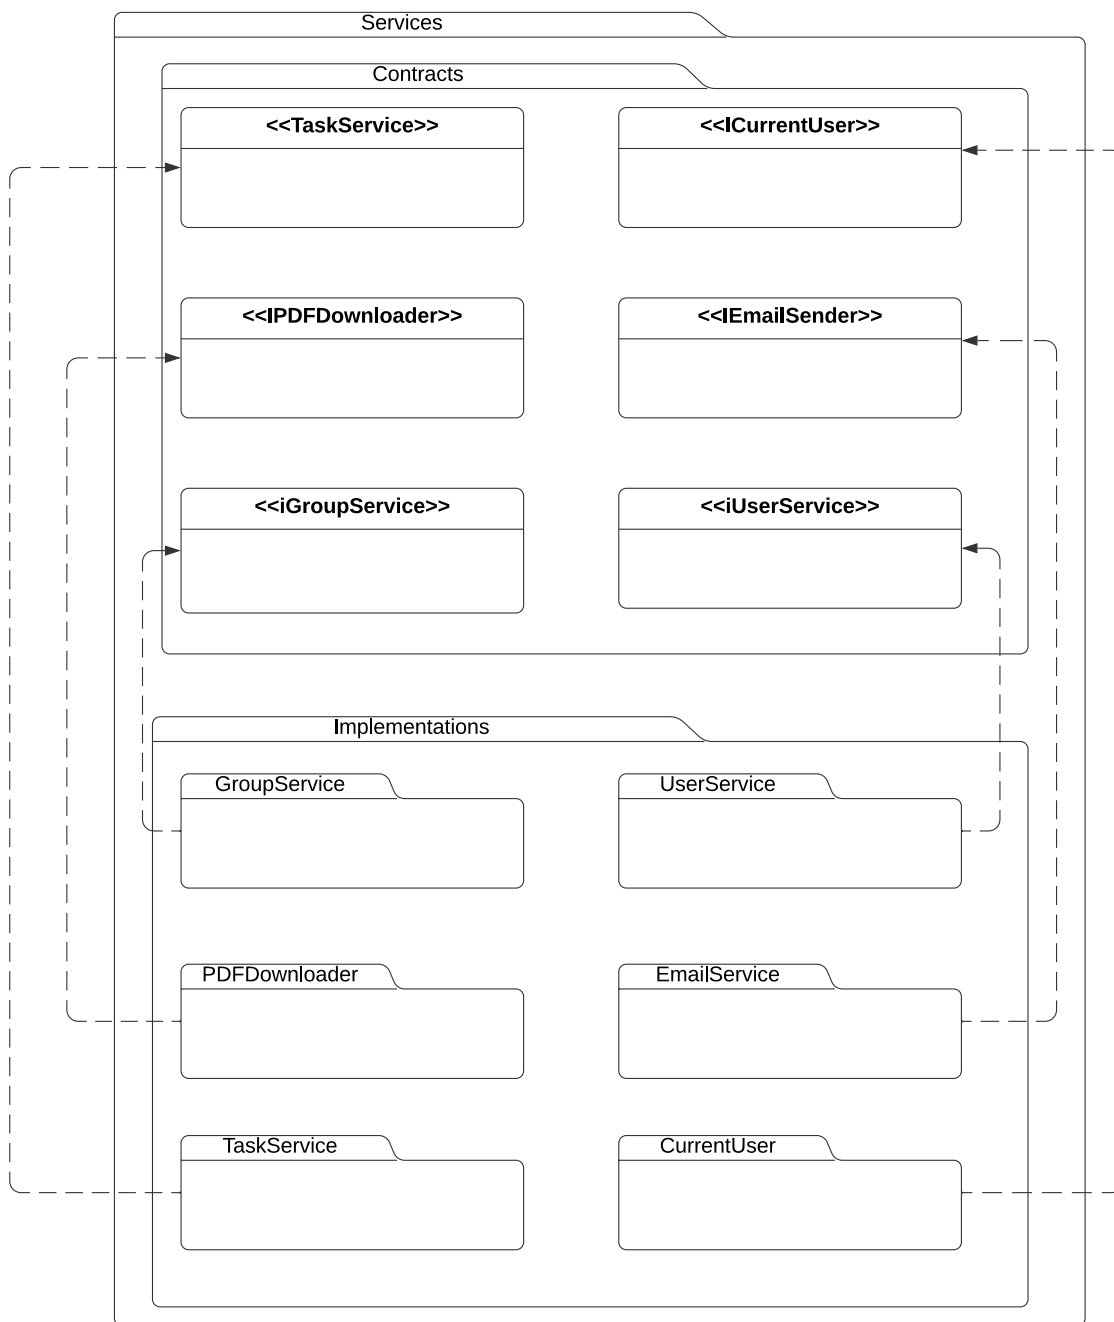 Services
Contracts
<<TaskService>>
<<ICurrentUser>>
<<IPDFDownloader>>
<<IEmailSender>>
<<iGroupService>>
<<iUserService>>
Implementations
GroupService
UserService
PDFDownloader
EmailService
TaskService
CurrentUser